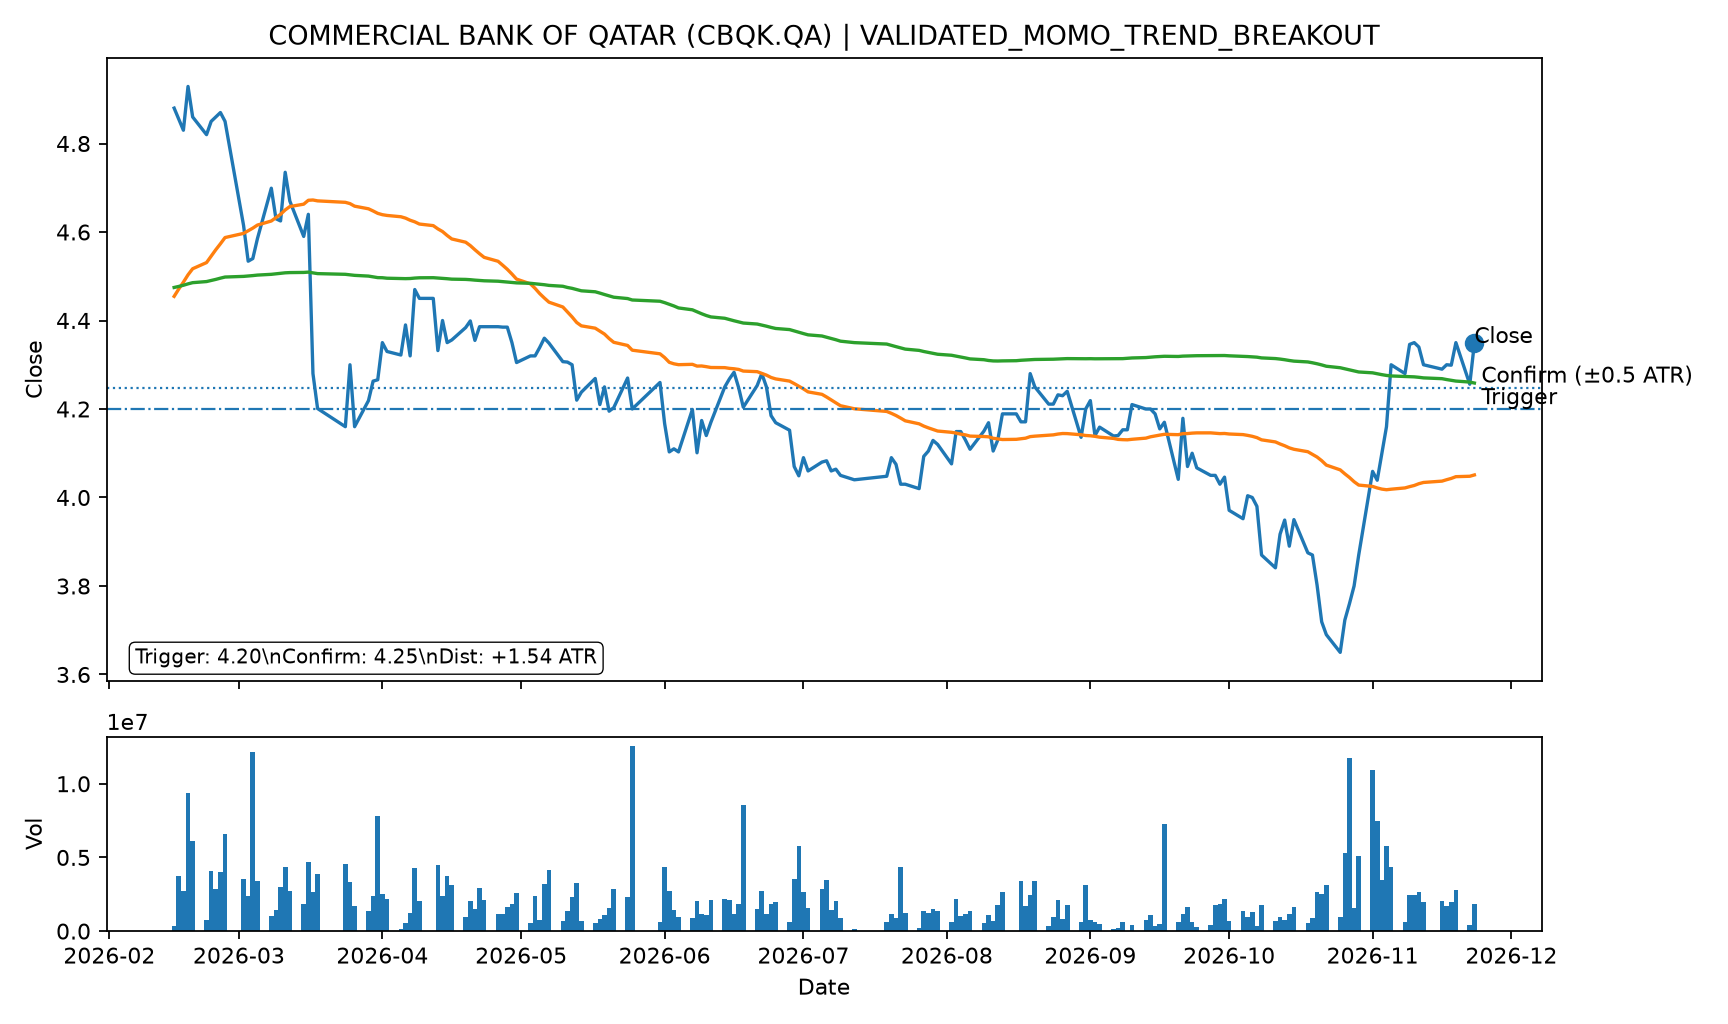 COMMERCIAL BANK OF QATAR (CBQK.QA) | VALIDATED_MOMO_TREND_BREAKOUT
Close
4.8
4.6
4.4
4.2
4.0
3.8
3.6
Close
Confirm (±0.5 ATR)
Trigger
Trigger: 4.20\nConfirm: 4.25\nDist: +1.54 ATR
1e7
Vol
1.0
0.5
0.0
2026-02 2026-03 2026-04 2026-05 2026-06 2026-07 2026-08 2026-09 2026-10 2026-11 2026-12
Date